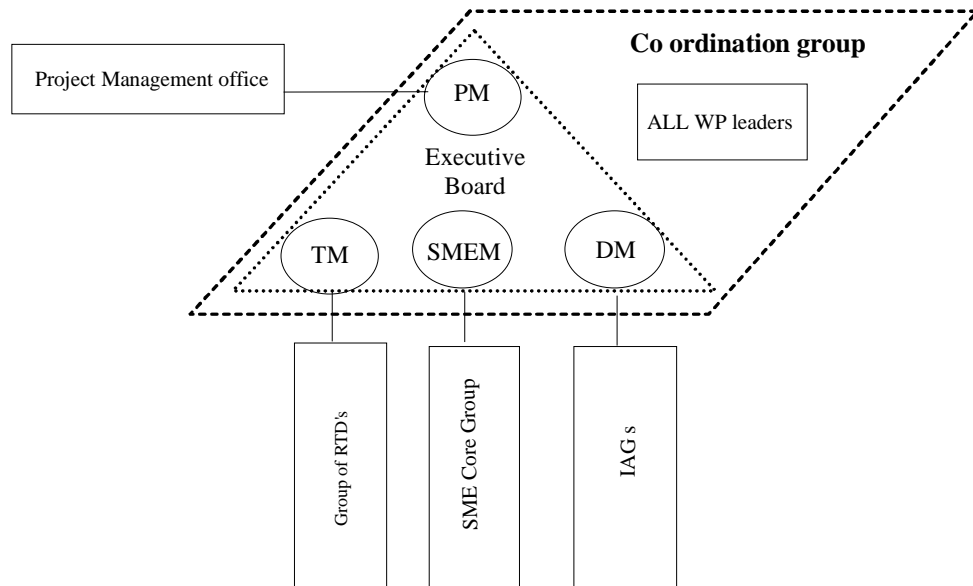 Co ordination group
Project Management office
PM
ALL WP leaders
Executive
Board
TM
SMEM
DM
Group of RTD's
SME Core Group
IAG s